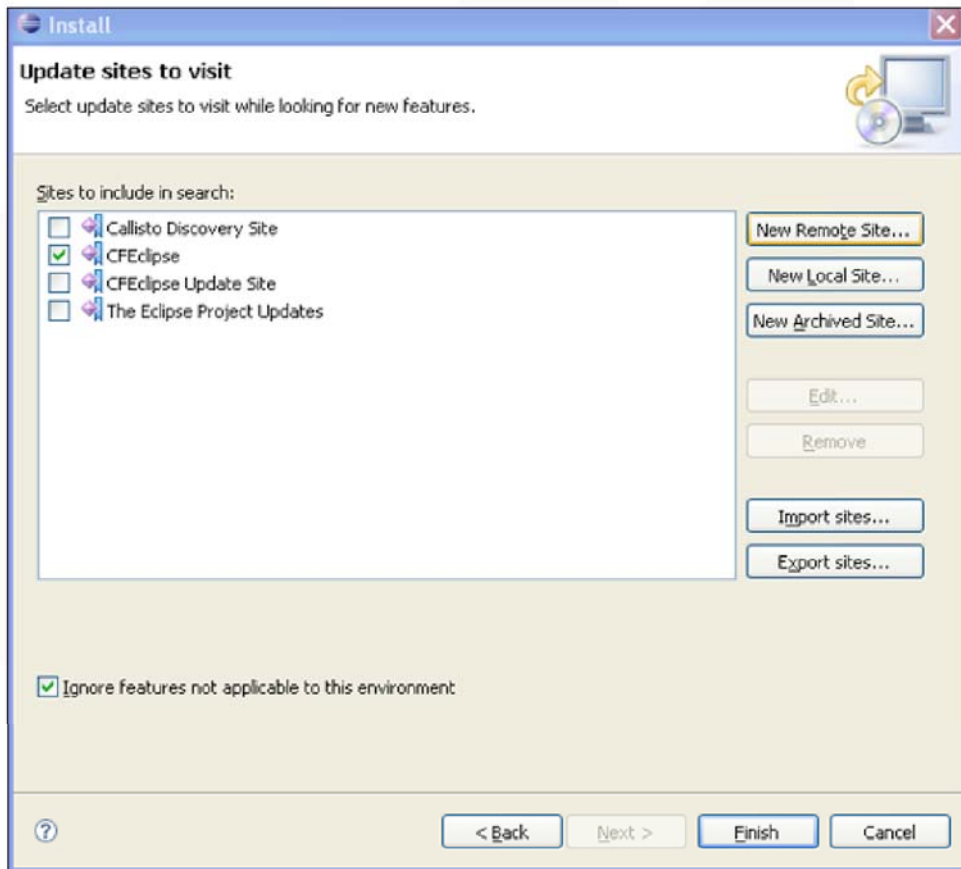 Install
Update sites to visit
Select update sites to visit while looking for new features.
Sites to include in search:
Callisto Discovery Site
CFEclipse
CFEclipse Update Site
The Eclipse Project Updates
New Remote Site...
New Local Site...
New Archived Site...
Edit...
Remove
Import sites...
Export sites...
Ignore features not applicable to this environment
?
< Back
Next >
Finish
Cancel